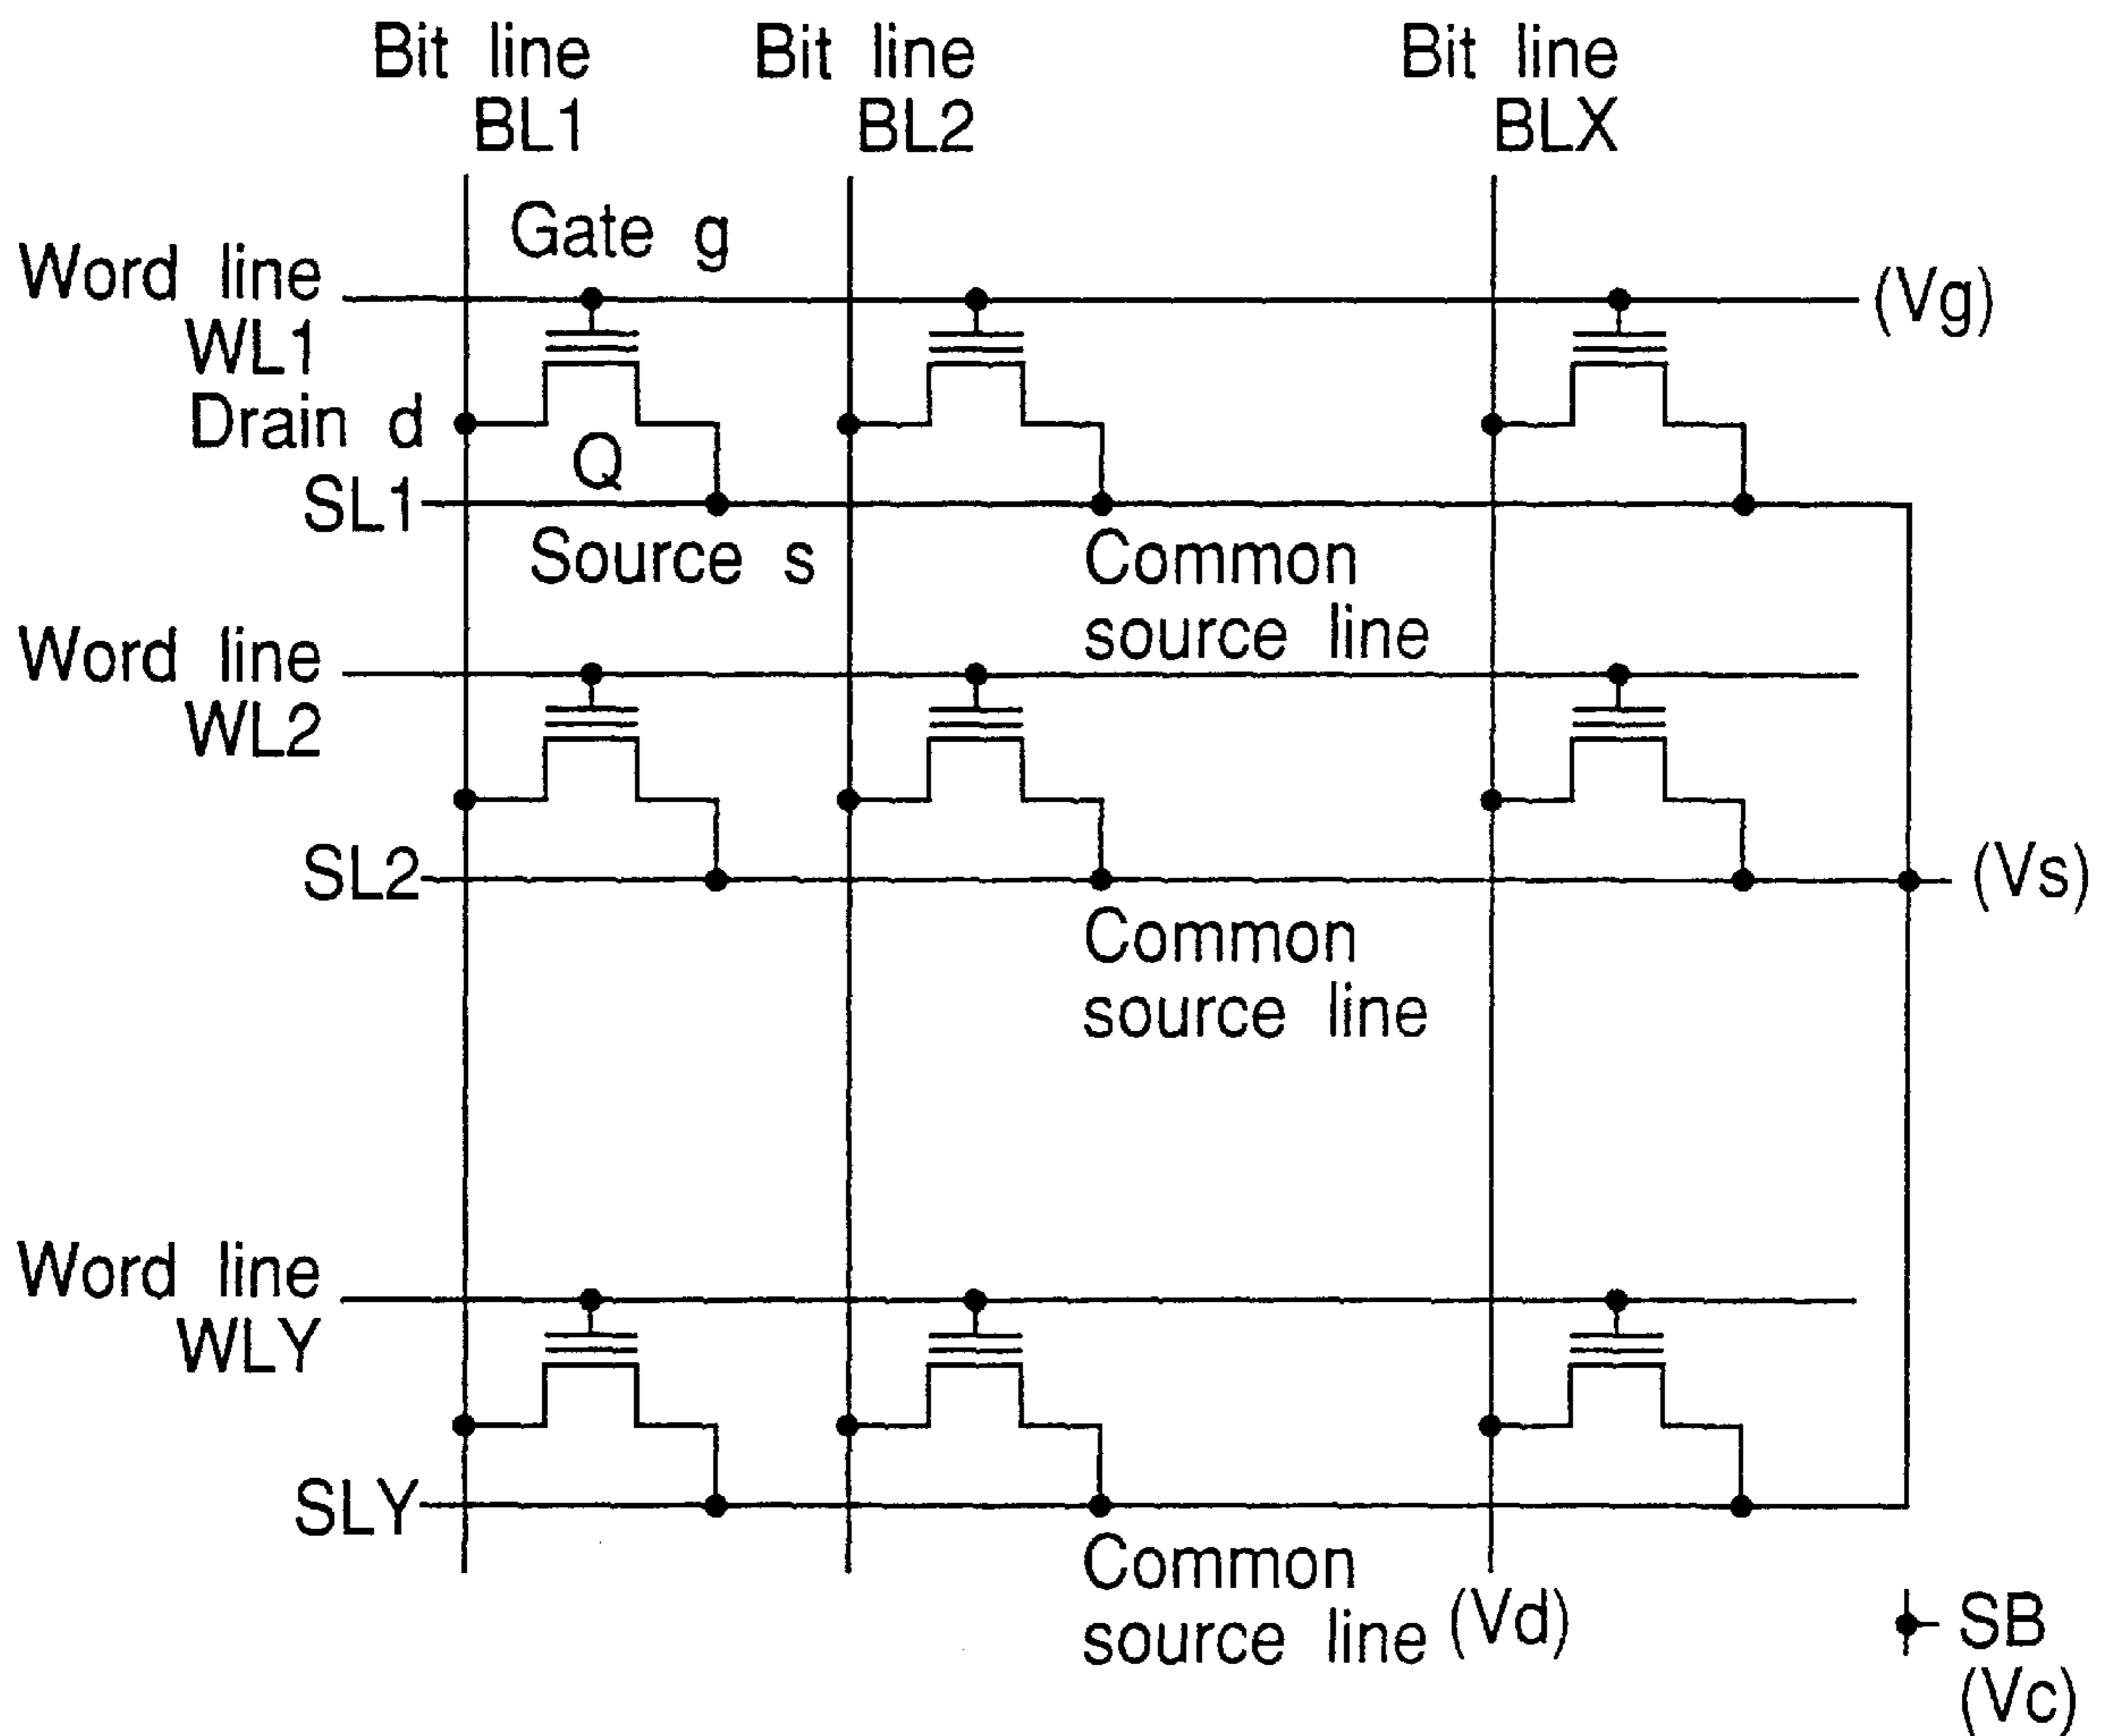 Bit line
BL1
Bit line
BL2
Bit line
BLX
Gate g
Word line
WL1
(Vg)
Drain d
Q
SL1
Source s
Common
source line
Word line
WL2
SL2
(Vs)
Common
source line
Word line
WLY
SLY
Common
source line
(Vd)
SB
(Vc)